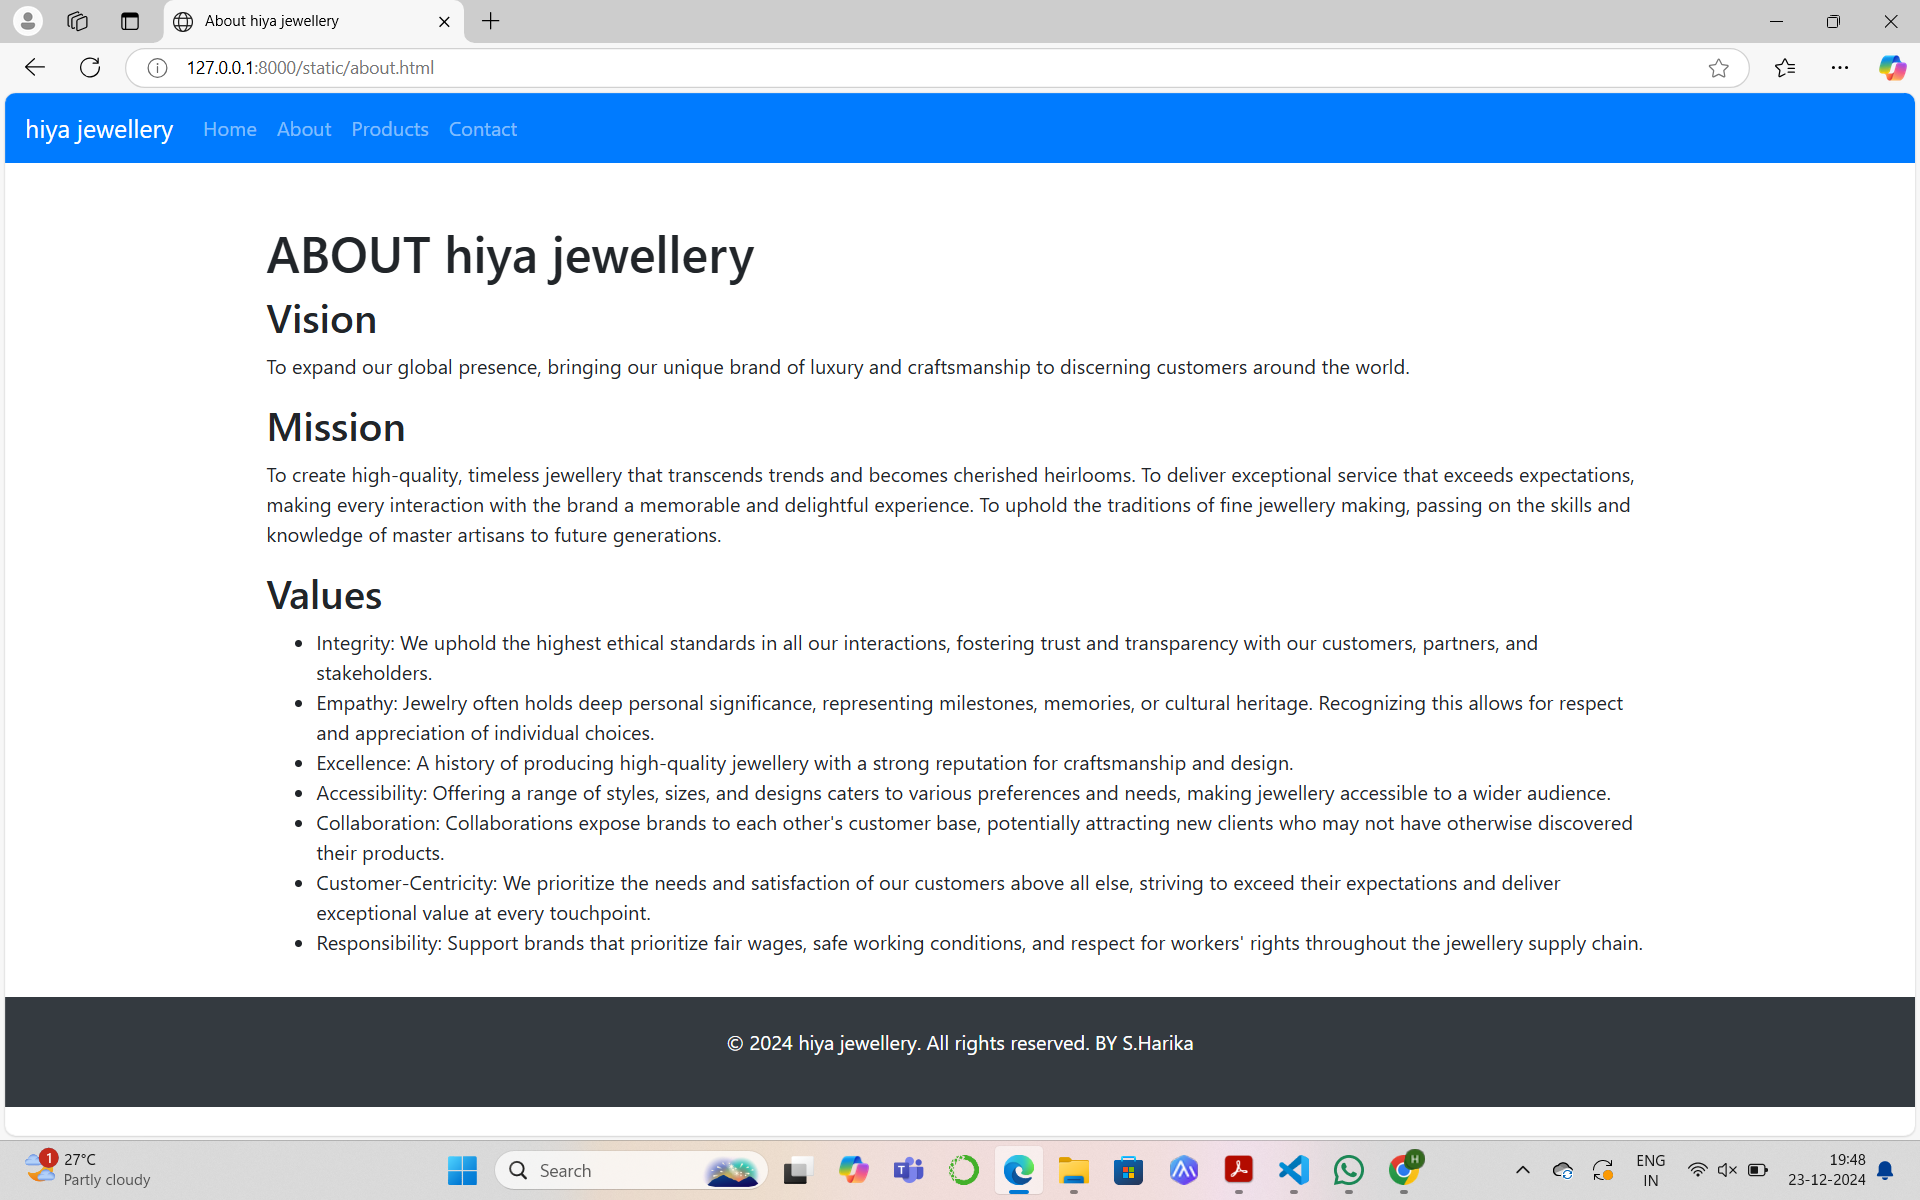 About hiya jewellery
127.0.0.1:8000/static/about.html
hiya jewellery Home About Products Contact
ABOUT hiya jewellery
Vision
To expand our global presence, bringing our unique brand of luxury and craftsmanship to discerning customers around the world.
Mission
To create high-quality, timeless jewellery that transcends trends and becomes cherished heirlooms. To deliver exceptional service that exceeds expectations,
making every interaction with the brand a memorable and delightful experience. To uphold the traditions of fine jewellery making, passing on the skills and
knowledge of master artisans to future generations.
Values
• Integrity: We uphold the highest ethical standards in all our interactions, fostering trust and transparency with our customers, partners, and
stakeholders.
• Empathy: Jewelry often holds deep personal significance, representing milestones, memories, or cultural heritage. Recognizing this allows for respect
and appreciation of individual choices.
• Excellence: A history of producing high-quality jewellery with a strong reputation for craftsmanship and design.
• Accessibility: Offering a range of styles, sizes, and designs caters to various preferences and needs, making jewellery accessible to a wider audience.
• Collaboration: Collaborations expose brands to each other's customer base, potentially attracting new clients who may not have otherwise discovered
their products.
• Customer-Centricity: We prioritize the needs and satisfaction of our customers above all else, striving to exceed their expectations and deliver
exceptional value at every touchpoint.
• Responsibility: Support brands that prioritize fair wages, safe working conditions, and respect for workers' rights throughout the jewellery supply chain.
© 2024 hiya jewellery. All rights reserved. BY S.Harika
1
27°C
Partly cloudy
Search
H
ENG
IN
19:48
23-12-2024